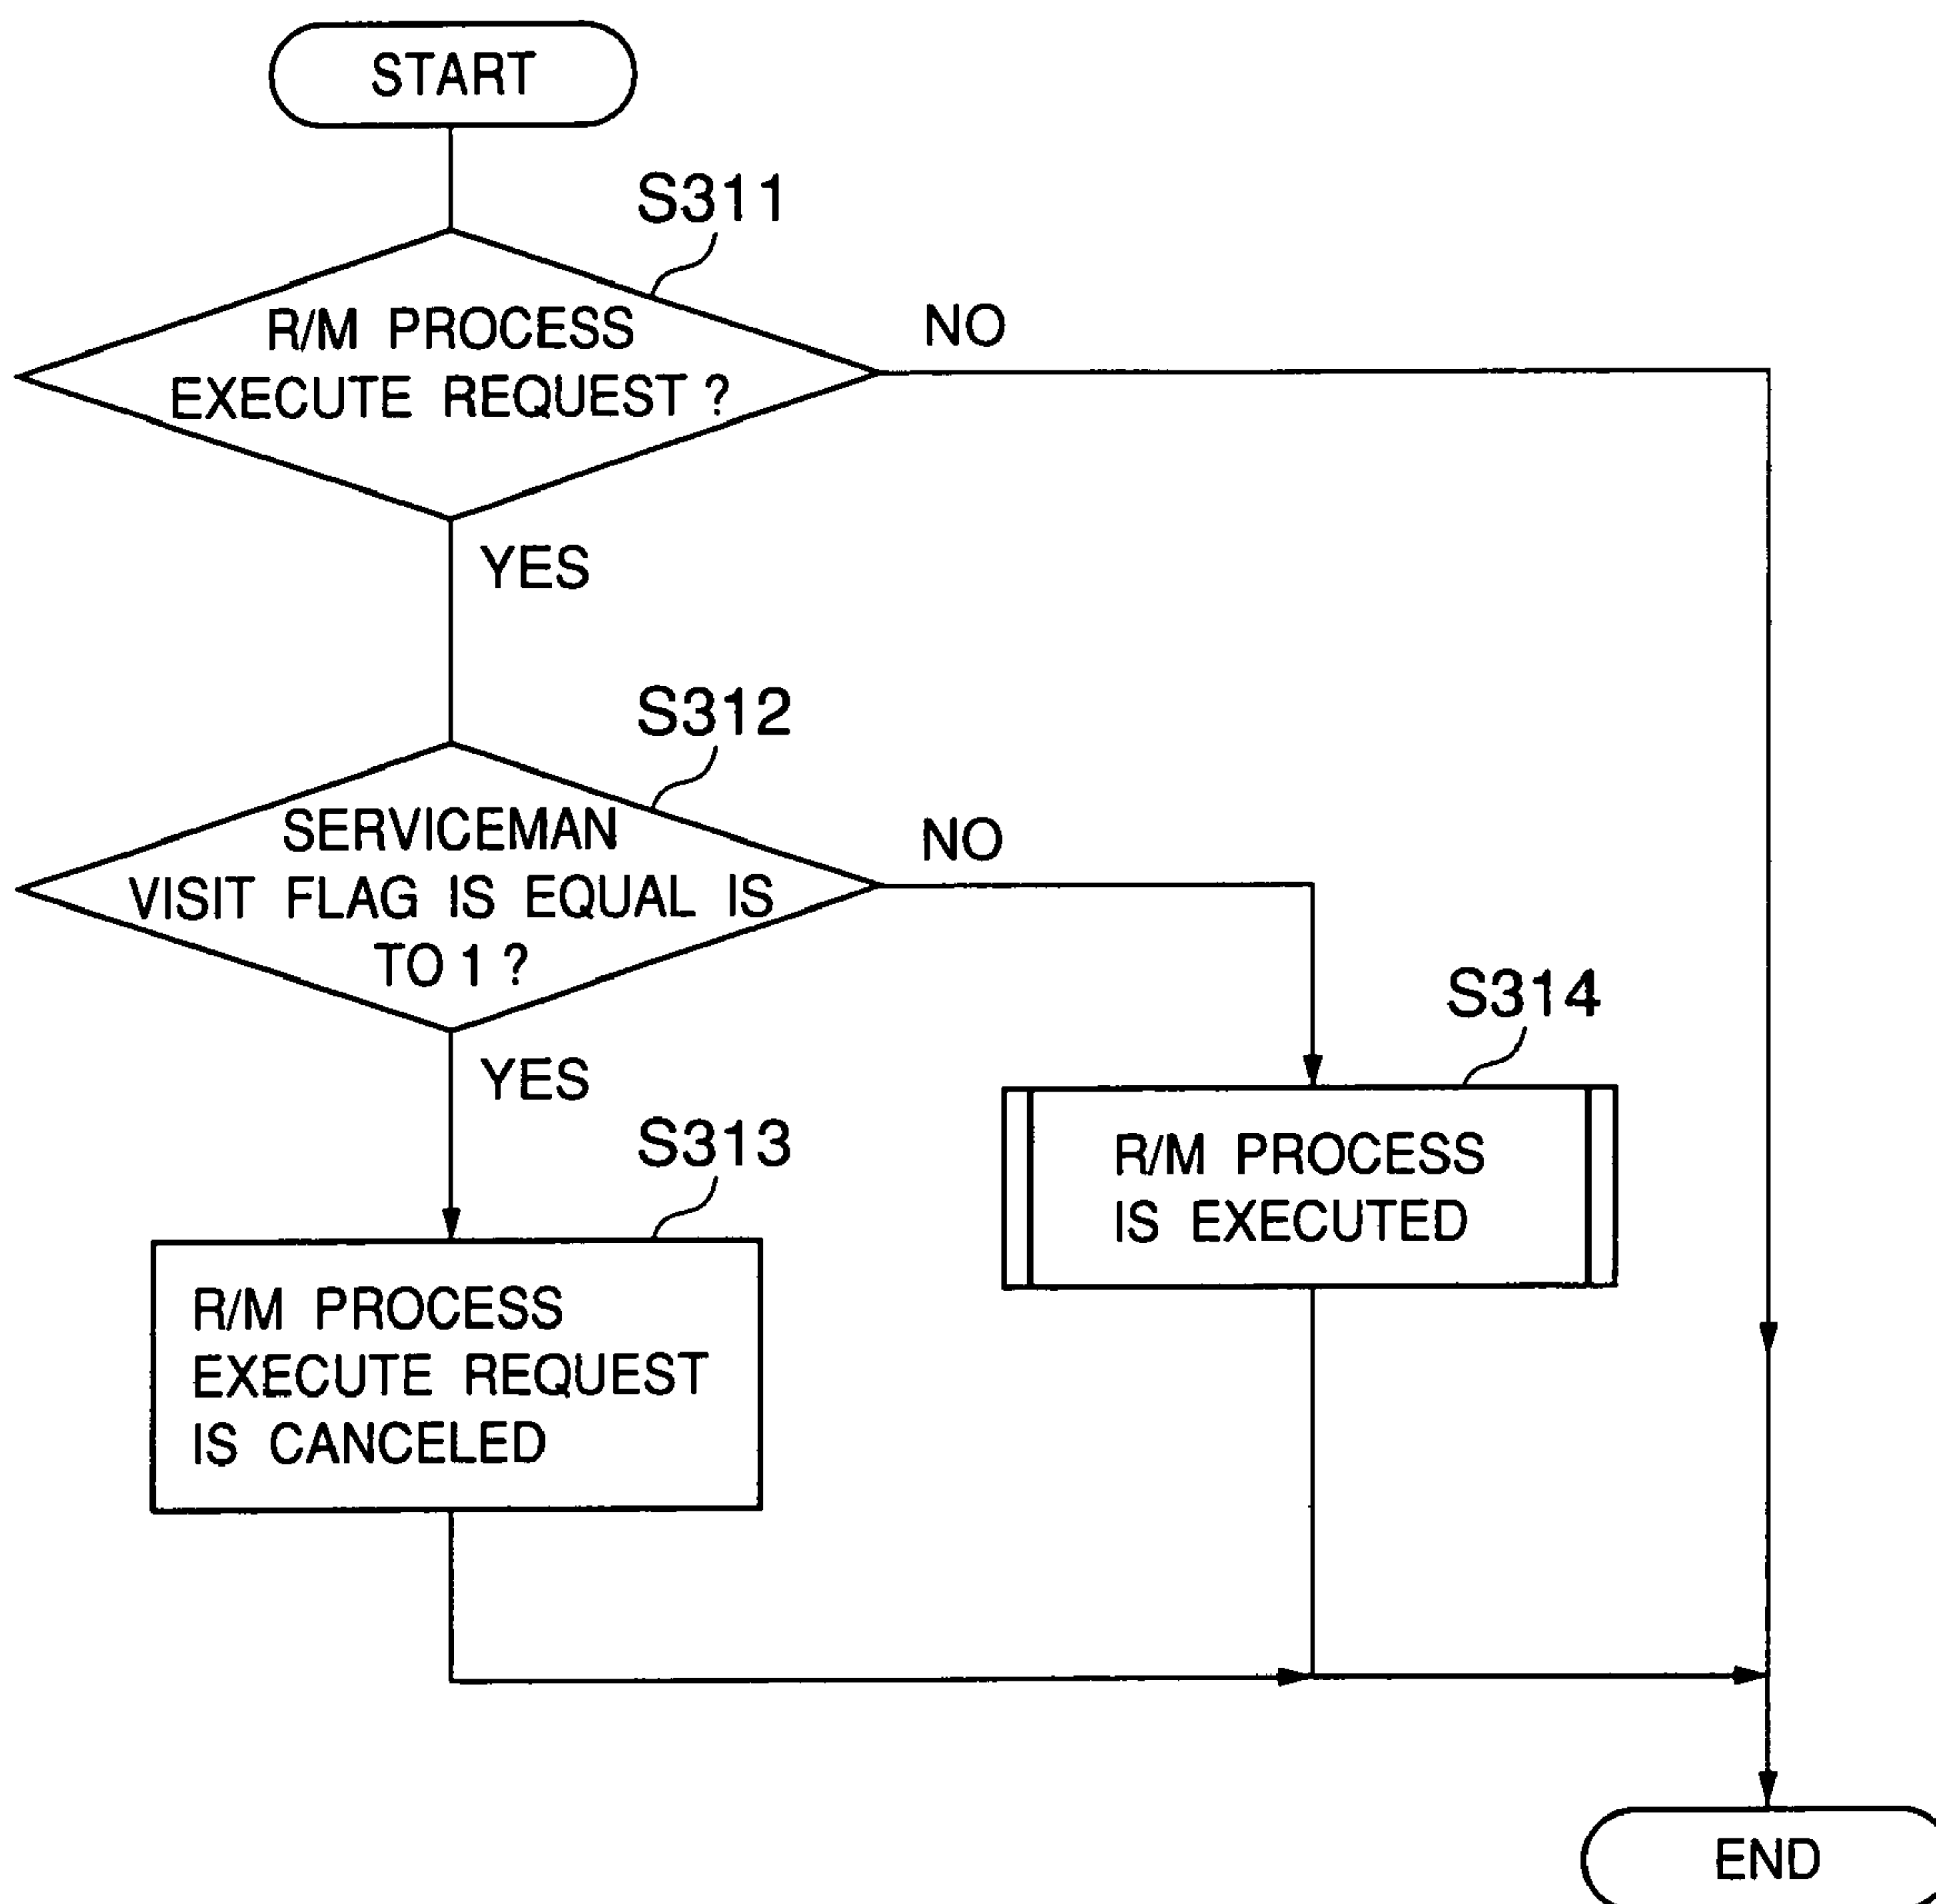 START
S311
R/M PROCESS
EXECUTE REQUEST ?
NO
YES
S312
SERVICEMAN
VISIT FLAG IS EQUAL IS
TO 1 ?
NO
YES
S314
R/M PROCESS
IS EXECUTED
S313
R/M PROCESS
EXECUTE REQUEST
IS CANCELED
END